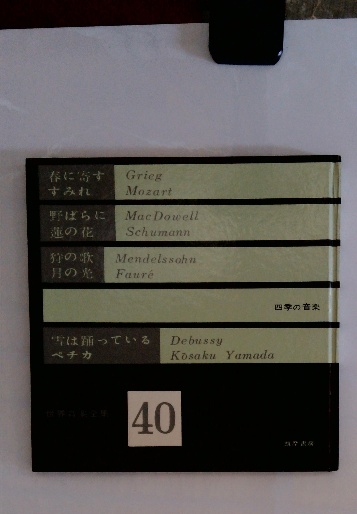 春に寄す Grieg
すみれ Mozart
野ばらに MacDowell
蓮の花 Schumann
狩の歌 Mendelssohn
月の光 Fauré
四季の音楽
雪は踊っている Debussy
ペチカ Kōsaku Yamada
40